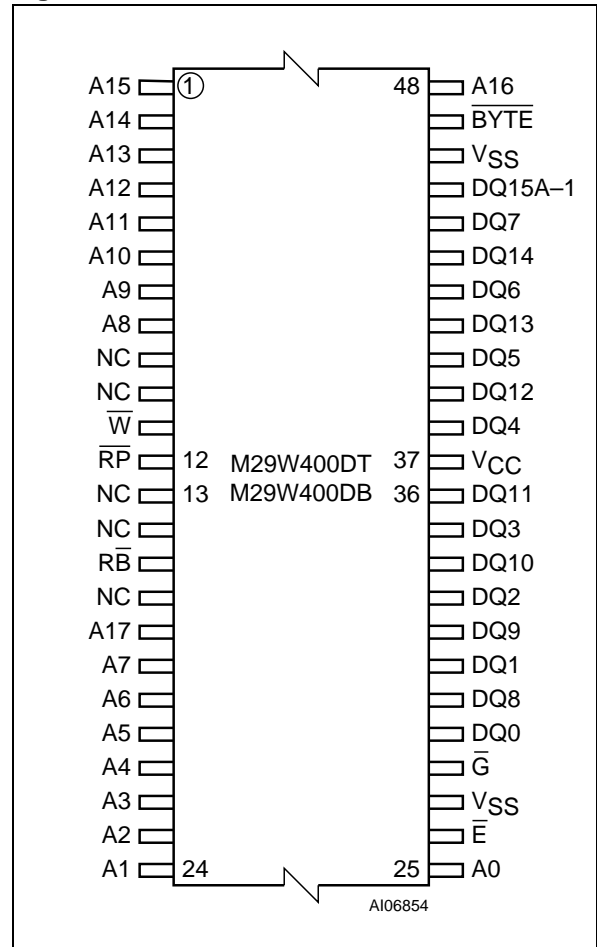 A15 ① 48 A16
A14 B̅Y̅T̅E̅
A13 VSS
A12 DQ15A–1
A11 DQ7
A10 DQ14
A9 DQ6
A8 DQ13
NC DQ5
NC DQ12
W̅ DQ4
R̅P̅ 12 M29W400DT 37 VCC
NC 13 M29W400DB 36 DQ11
NC DQ3
RB̅ DQ10
NC DQ2
A17 DQ9
A7 DQ1
A6 DQ8
A5 DQ0
A4 G̅
A3 VSS
A2 E̅
A1 24 25 A0
AI06854